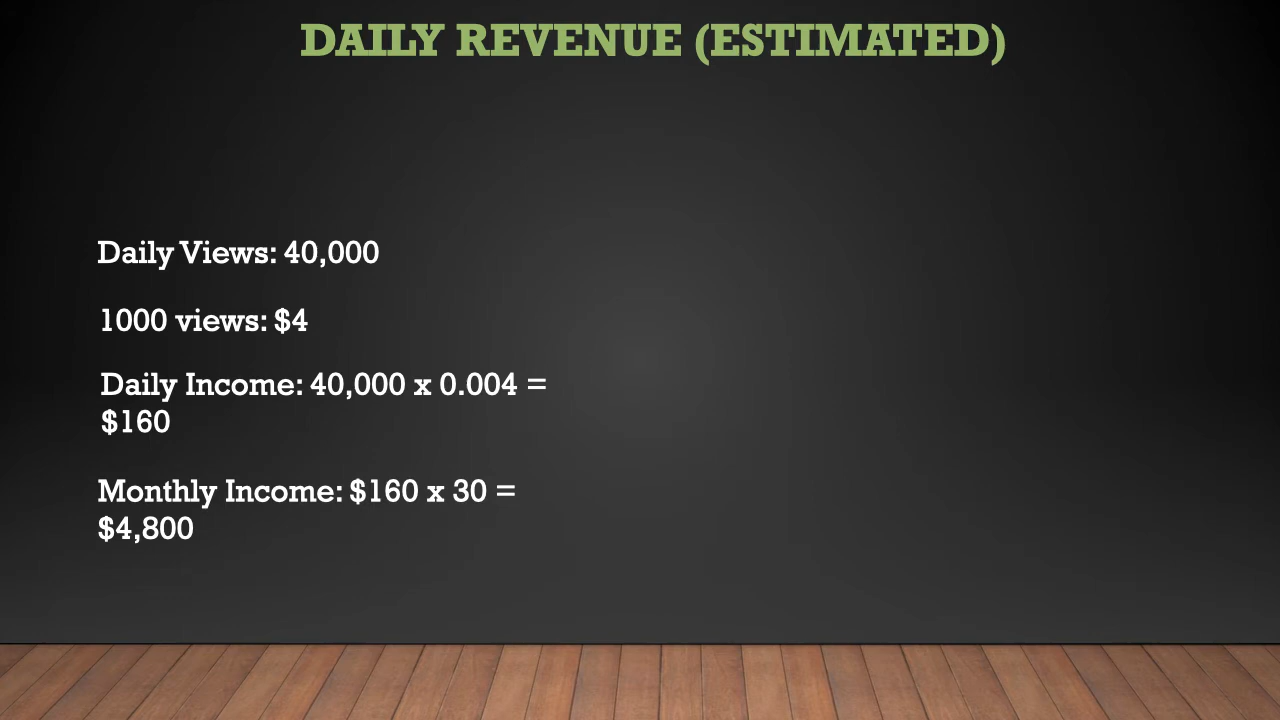 DAILY REVENUE (ESTIMATED)
Daily Views: 40,000
1000 views: $4
Daily Income: 40,000 x 0.004 =
$160
Monthly Income: $160 x 30 =
$4,800